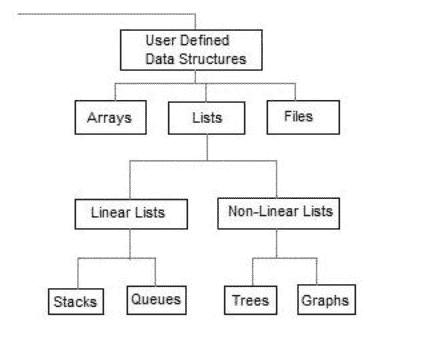 User Defined
Data Structures
Arrays
Lists
Files
Linear Lists
Non-Linear Lists
Stacks
Queues
Trees
Graphs